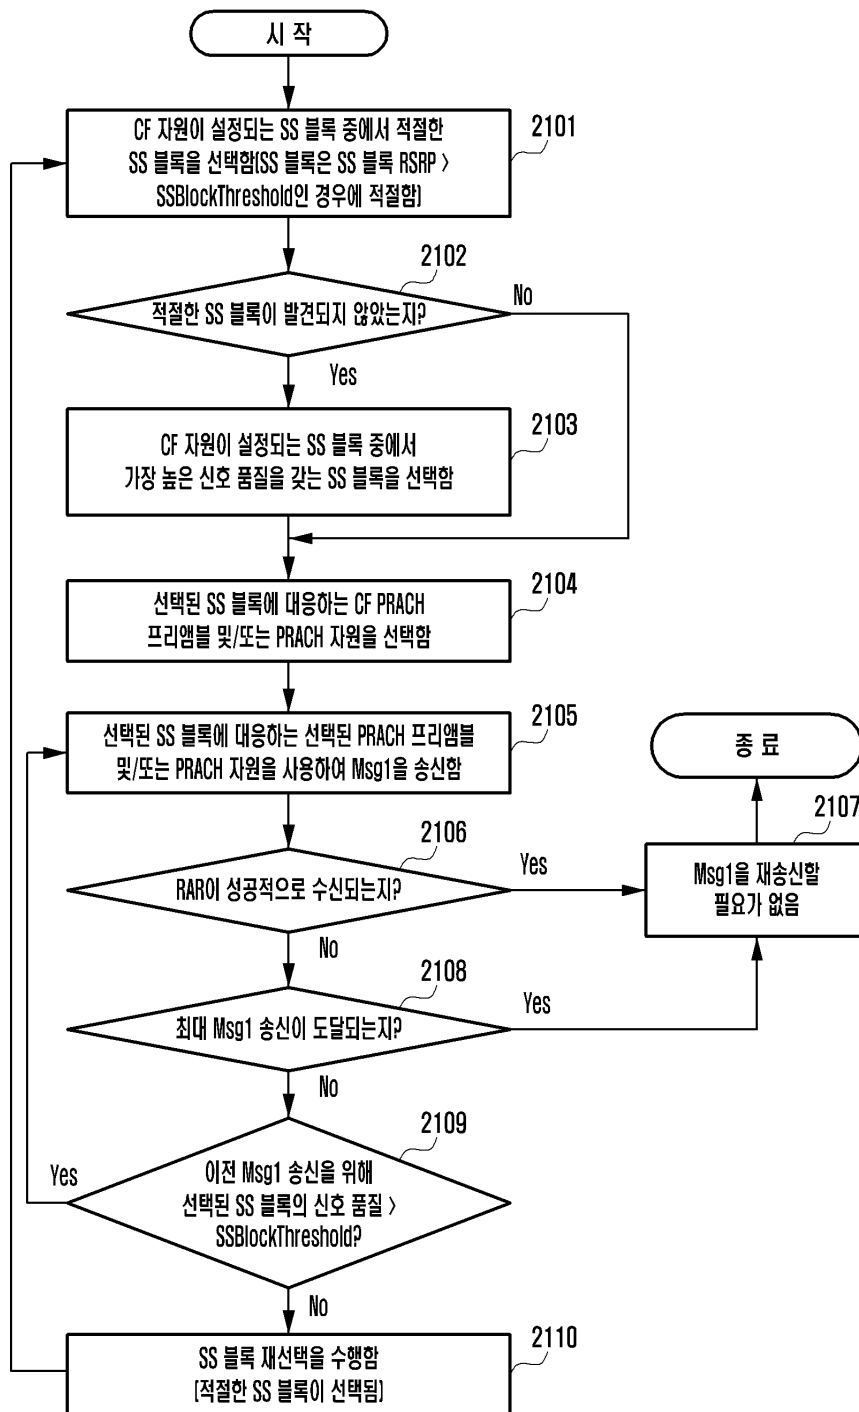 시 작
CF 자원이 설정되는 SS 블록 중에서 적절한
SS 블록을 선택함(SS 블록은 SS 블록 RSRP >
SSBlockThreshold인 경우에 적절함)
2101
2102
적절한 SS 블록이 발견되지 않았는지?
No
Yes
2103
CF 자원이 설정되는 SS 블록 중에서
가장 높은 신호 품질을 갖는 SS 블록을 선택함
2104
선택된 SS 블록에 대응하는 CF PRACH
프리앰블 및/또는 PRACH 자원을 선택함
2105
선택된 SS 블록에 대응하는 선택된 PRACH 프리앰블
및/또는 PRACH 자원을 사용하여 Msg1을 송신함
종 료
2107
Msg1을 재송신할
필요가 없음
2106
RAR이 성공적으로 수신되는지?
Yes
No
2108
최대 Msg1 송신이 도달되는지?
Yes
No
2109
Yes
이전 Msg1 송신을 위해
선택된 SS 블록의 신호 품질 >
SSBlockThreshold?
No
2110
SS 블록 재선택을 수행함
(적절한 SS 블록이 선택됨)